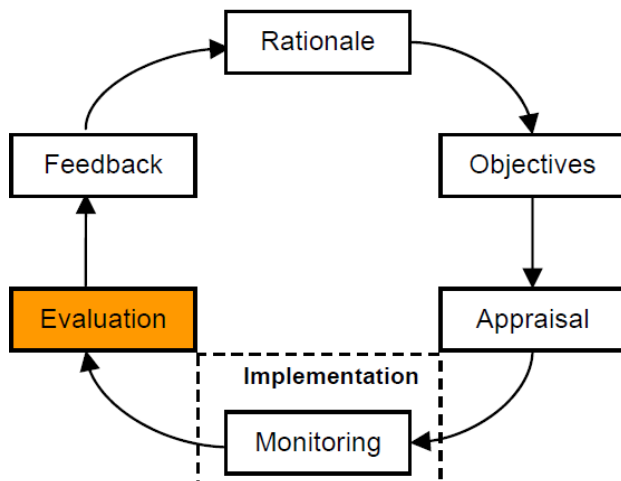 Rationale
Feedback
Objectives
Evaluation
Appraisal
Implementation
Monitoring